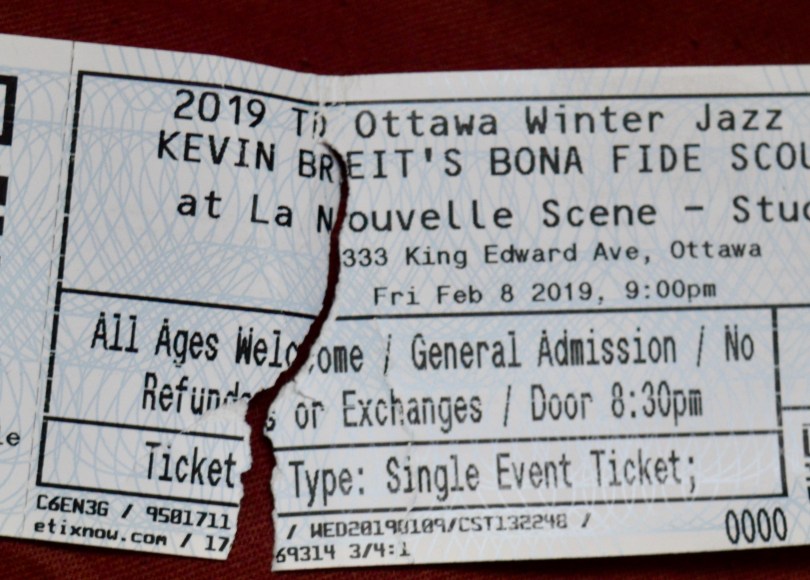 2019 TD Ottawa Winter Jazz
KEVIN BREIT'S BONA FIDE SCOU
at La Nouvelle Scene - Stud
333 King Edward Ave, Ottawa
Fri Feb 8 2019, 9:00pm
All Ages Welcome / General Admission / No
Refunds or Exchanges / Door 8:30pm
Ticket Type: Single Event Ticket;
C6EN3G / 9501711 / WED20190109/CST132248 /
etixnow.com / 17 69314 3/4:1
0000
le